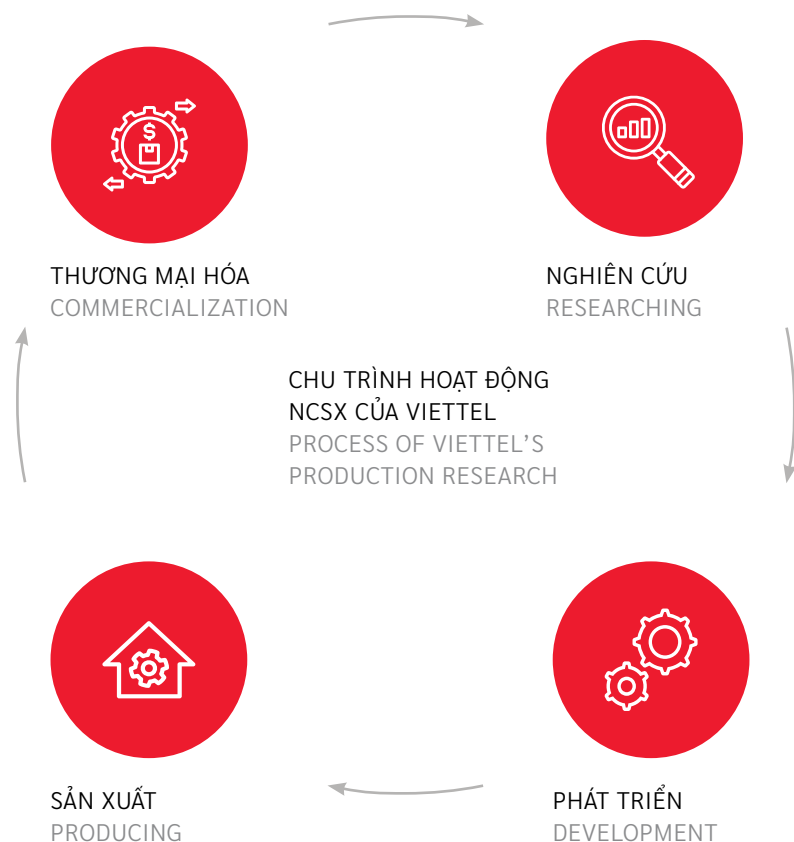 $
THƯƠNG MẠI HÓA
COMMERCIALIZATION
NGHIÊN CỨU
RESEARCHING
CHU TRÌNH HOẠT ĐỘNG
NCSX CỦA VIETTEL
PROCESS OF VIETTEL’S
PRODUCTION RESEARCH
SẢN XUẤT
PRODUCING
PHÁT TRIỂN
DEVELOPMENT